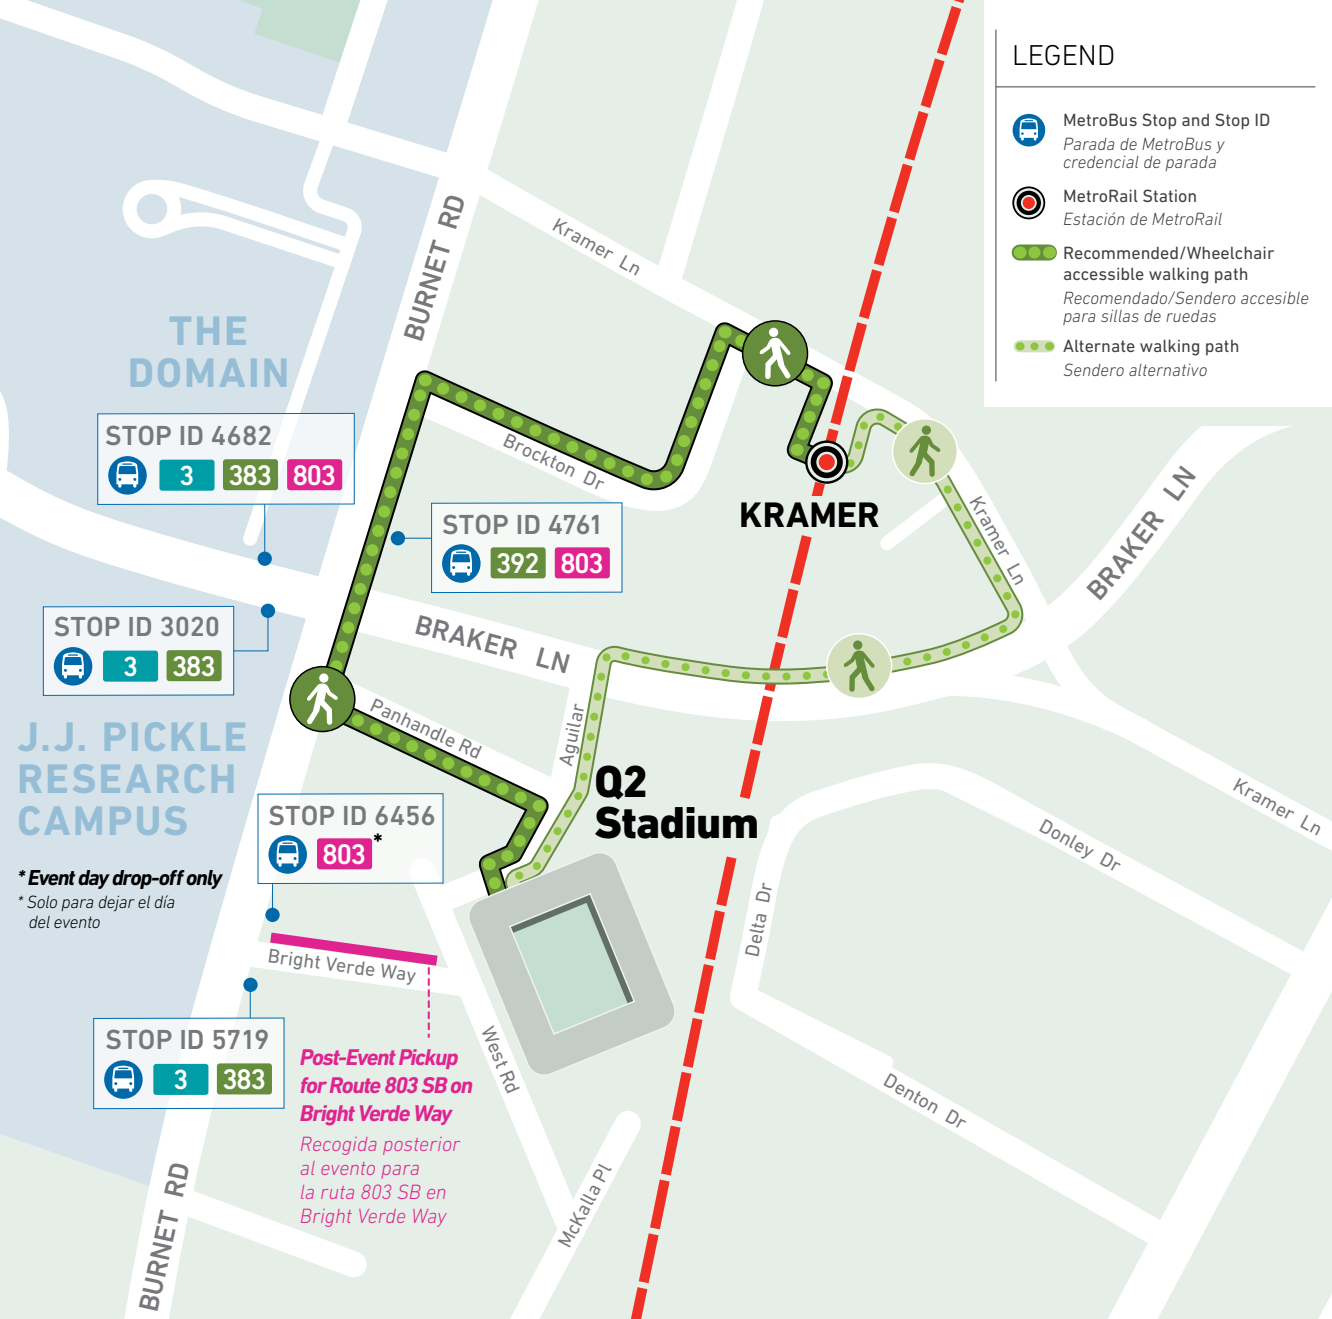 LEGEND
MetroBus Stop and Stop ID
Parada de MetroBus y
credencial de parada
MetroRail Station
Estación de MetroRail
Recommended/Wheelchair
accessible walking path
Recomendado/Sendero accesible
para sillas de ruedas
Alternate walking path
Sendero alternativo
BURNET RD
Kramer Ln
THE
DOMAIN
STOP ID 4682
3 383 803
Brockton Dr
KRAMER
Kramer Ln
BRAKER LN
STOP ID 4761
392 803
STOP ID 3020
3 383
BRAKER LN
Panhandle Rd
Aguilar
J.J. PICKLE
RESEARCH
CAMPUS
Q2
Stadium
STOP ID 6456
803 *
* Event day drop-off only
* Solo para dejar el día
del evento
Kramer Ln
Donley Dr
Delta Dr
Bright Verde Way
STOP ID 5719
3 383
Post-Event Pickup
for Route 803 SB on
Bright Verde Way
Recogida posterior
al evento para
la ruta 803 SB en
Bright Verde Way
West Rd
Denton Dr
McKalla Pl
BURNET RD